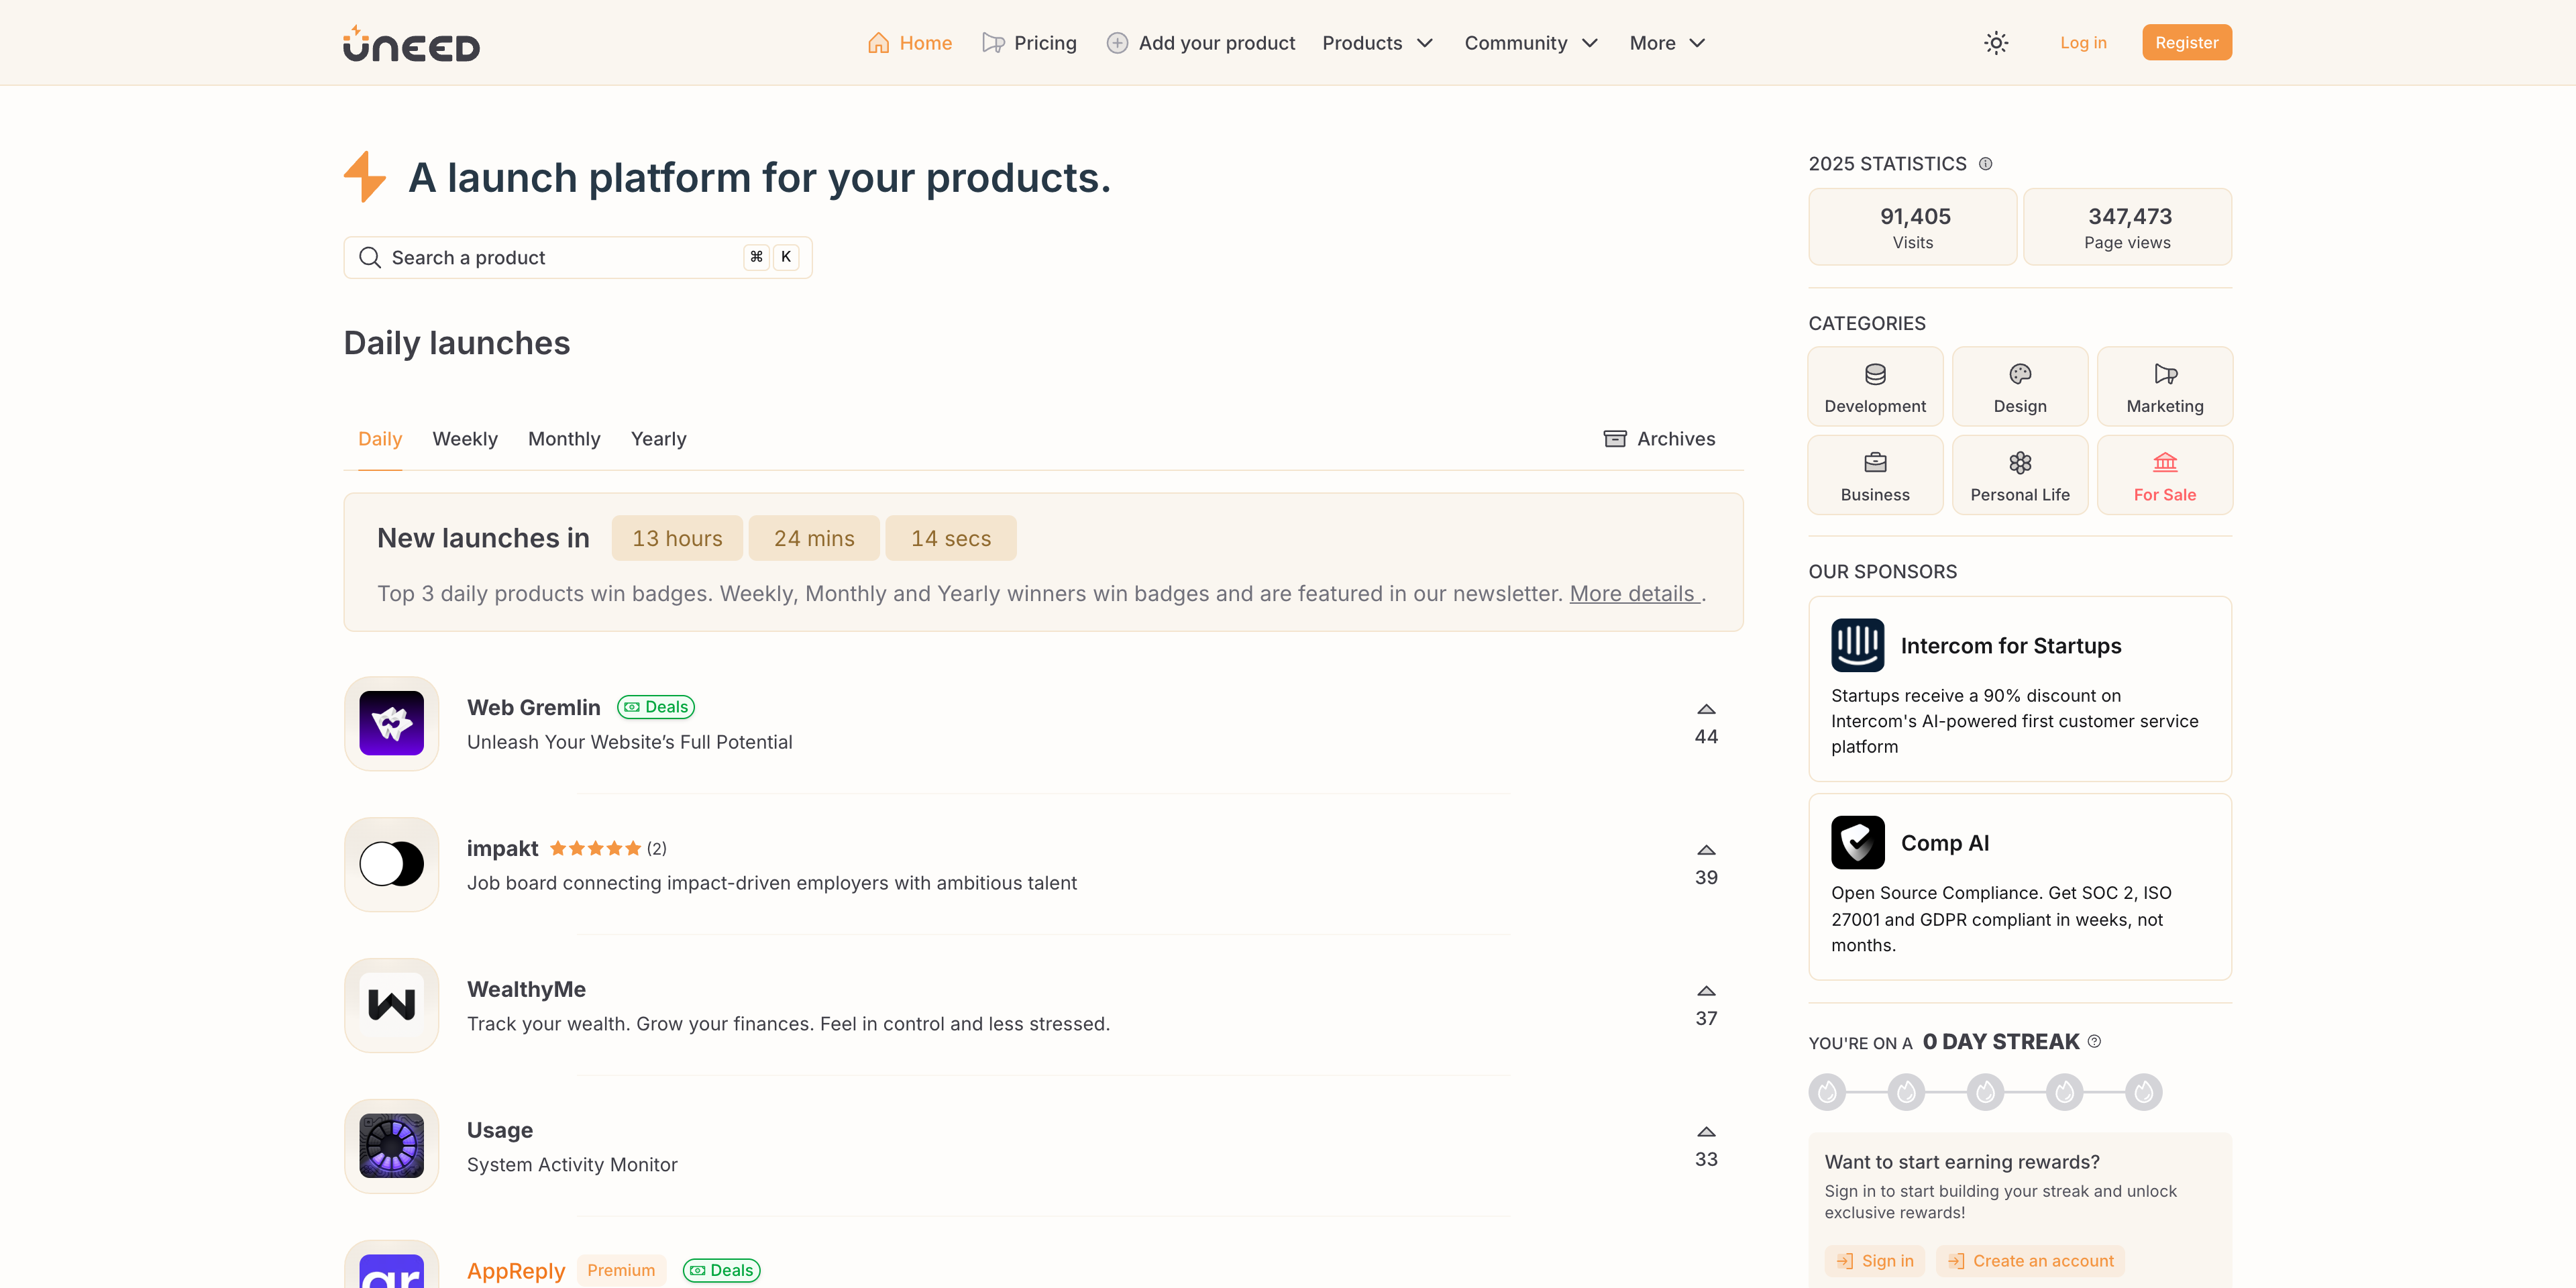 UNEED
Home
Pricing
Add your product
Products
Community
More
Log in
Register
A launch platform for your products.
Search a product
⌘ K
Daily launches
Daily
Weekly
Monthly
Yearly
Archives
New launches in
13 hours
24 mins
14 secs
Top 3 daily products win badges. Weekly, Monthly and Yearly winners win badges and are featured in our newsletter. More details .
Web Gremlin
Deals
Unleash Your Website’s Full Potential
44
impakt
(2)
Job board connecting impact-driven employers with ambitious talent
39
WealthyMe
Track your wealth. Grow your finances. Feel in control and less stressed.
37
Usage
System Activity Monitor
33
ar
AppReply
Premium
Deals
2025 STATISTICS
91,405
Visits
347,473
Page views
CATEGORIES
Development
Design
Marketing
Business
Personal Life
For Sale
OUR SPONSORS
Intercom for Startups
Startups receive a 90% discount on
Intercom's AI-powered first customer service
platform
Comp AI
Open Source Compliance. Get SOC 2, ISO
27001 and GDPR compliant in weeks, not
months.
YOU'RE ON A 0 DAY STREAK
Want to start earning rewards?
Sign in to start building your streak and unlock
exclusive rewards!
Sign in
Create an account